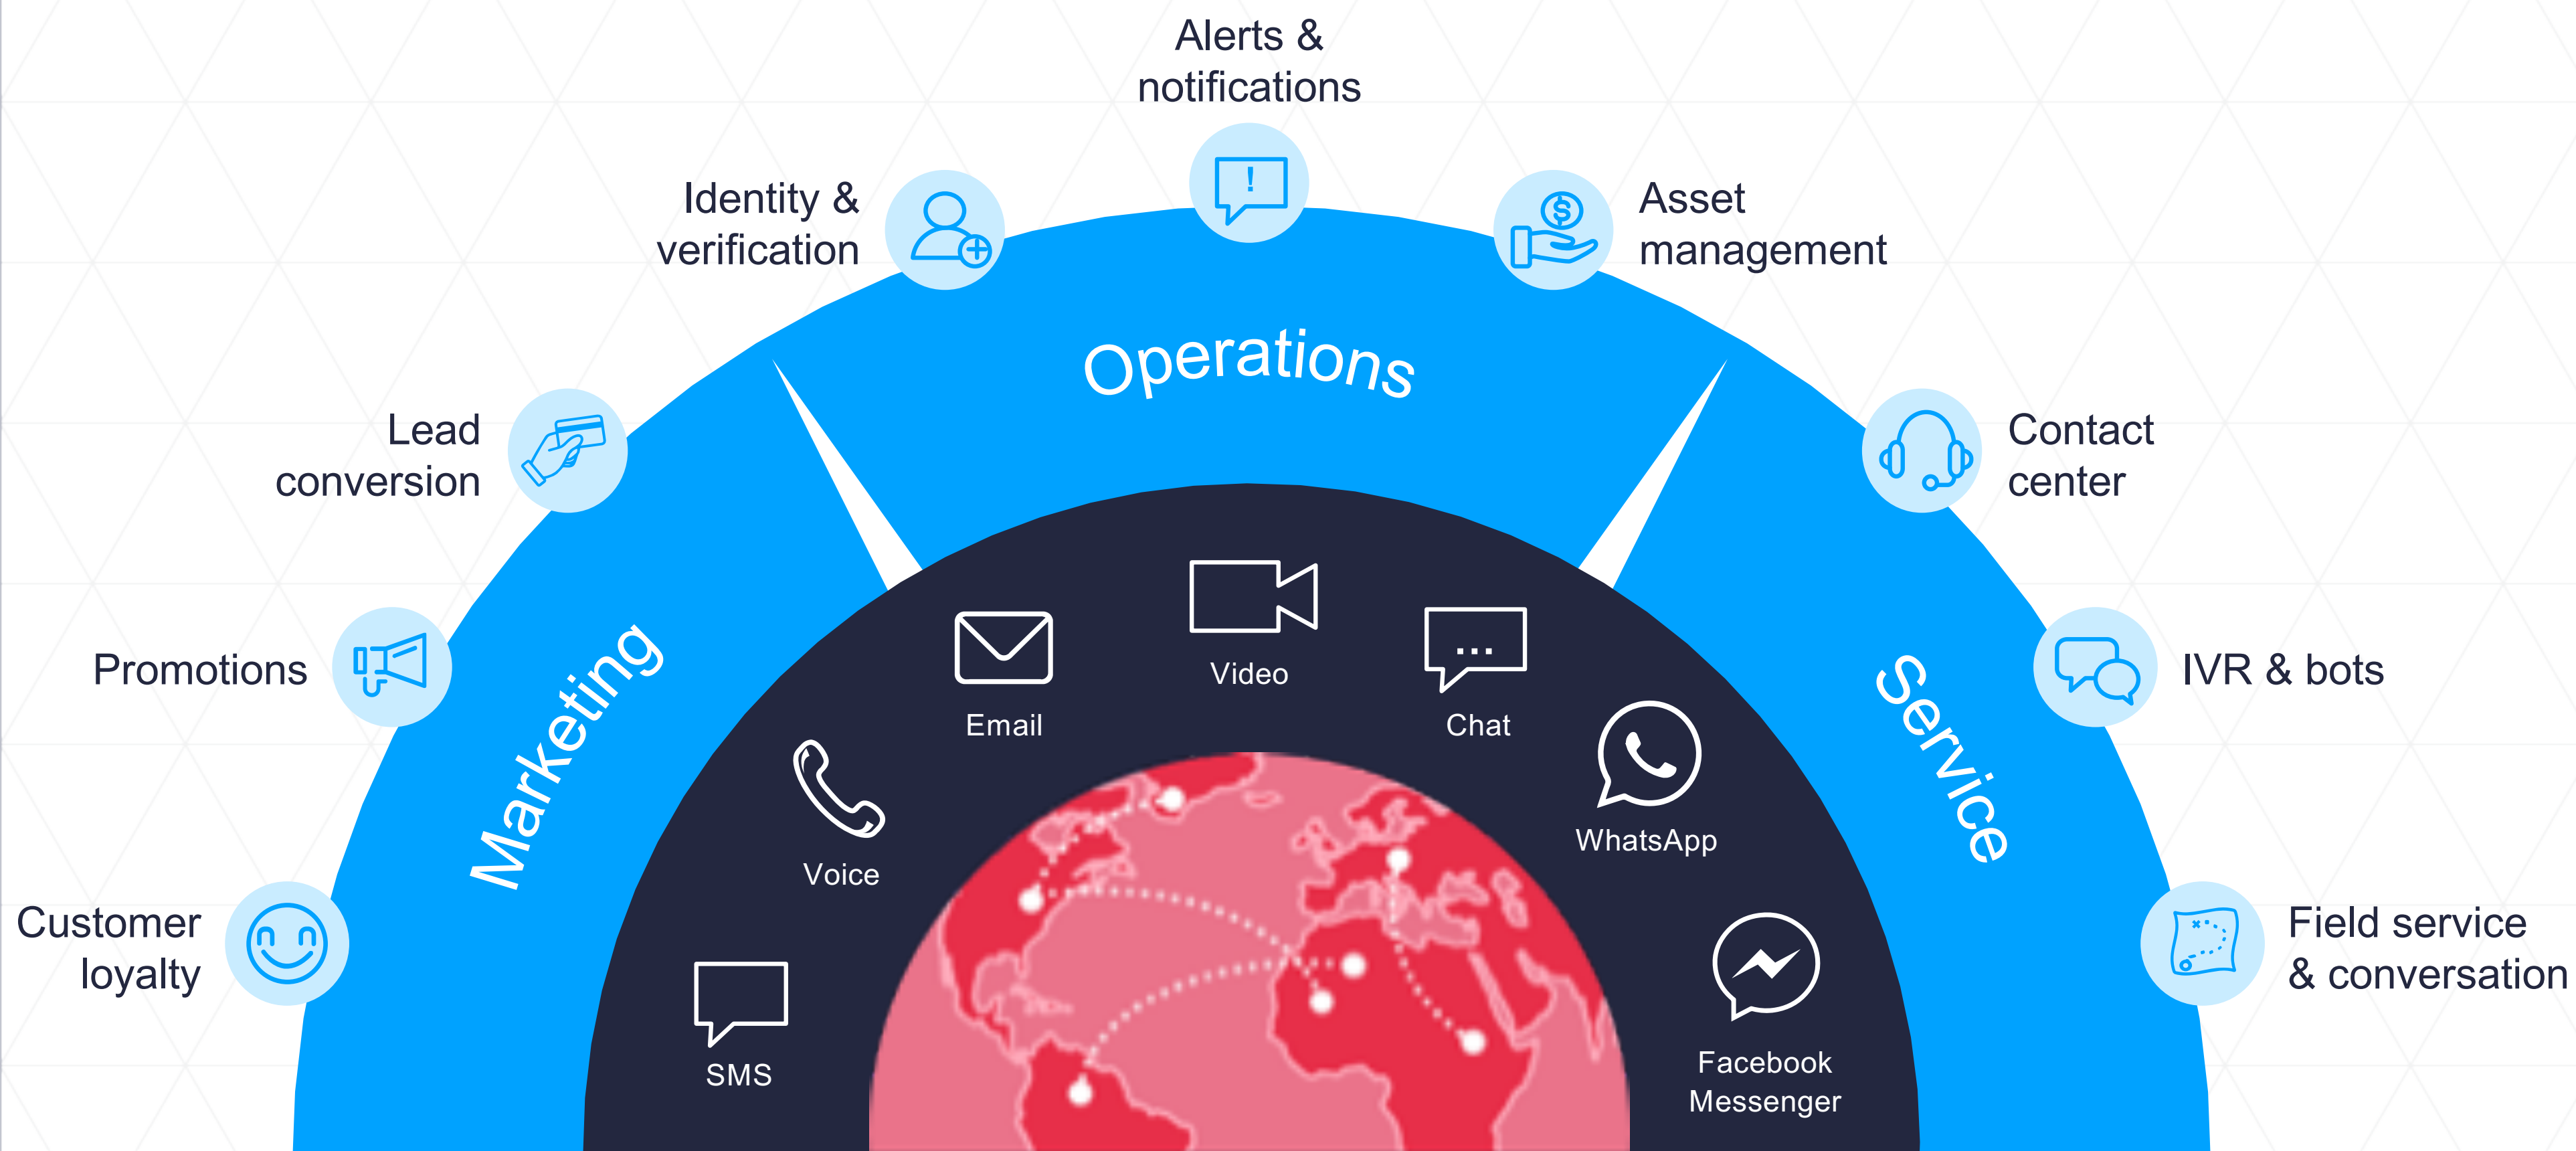 Alerts &
notifications
Identity &
verification
Asset
management
Lead
conversion
Contact
center
Promotions
IVR & bots
Customer
loyalty
Field service
& conversation
Marketing
Operations
Service
SMS
Voice
Email
Video
Chat
WhatsApp
Facebook
Messenger